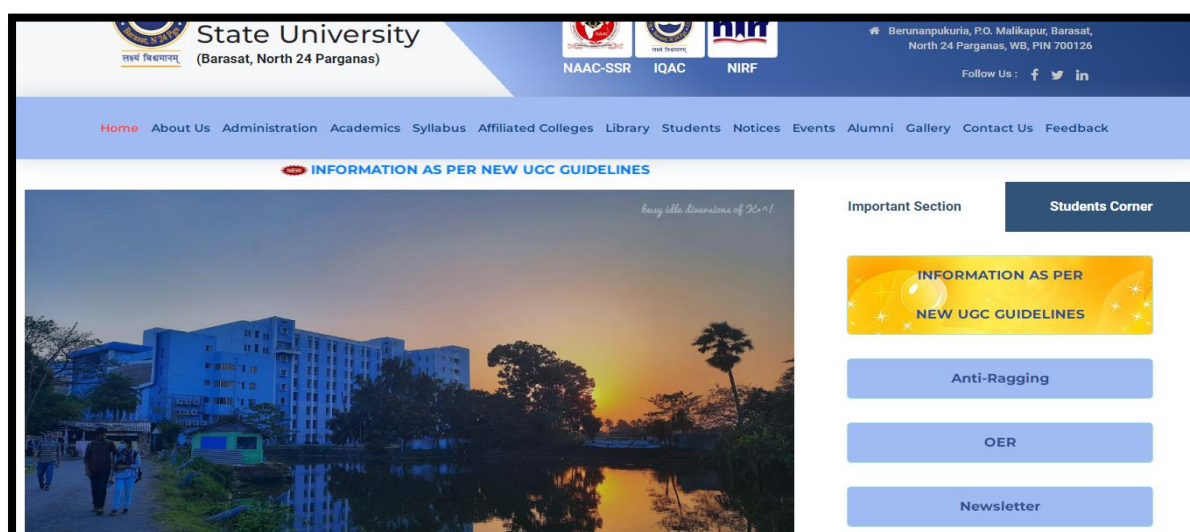 State University
(Barasat, North 24 Parganas)
लक्ष्यं विश्वमानम्
NAAC-SSR IQAC NIRF
Berunanpukuria, P.O. Malikapur, Barasat,
North 24 Parganas, WB, PIN 700126
Follow Us :
Home About Us Administration Academics Syllabus Affiliated Colleges Library Students Notices Events Alumni Gallery Contact Us Feedback
NEW INFORMATION AS PER NEW UGC GUIDELINES
busy idle diversions of
Important Section
Students Corner
INFORMATION AS PER
NEW UGC GUIDELINES
Anti-Ragging
OER
Newsletter